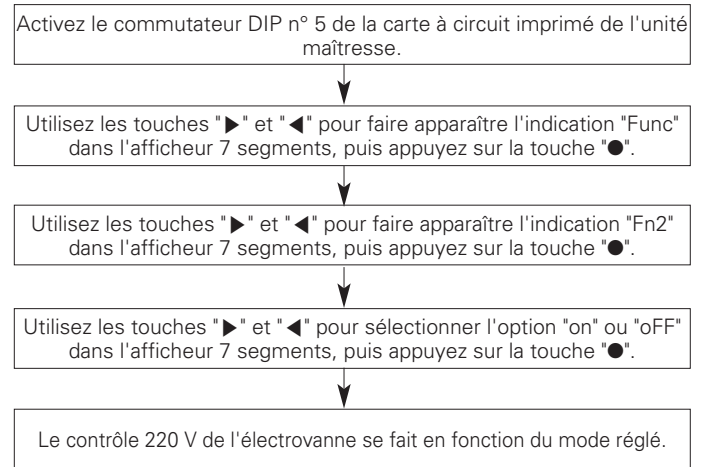 Activez le commutateur DIP n° 5 de la carte à circuit imprimé de l'unité
maîtresse.
Utilisez les touches "▶" et "◀" pour faire apparaître l'indication "Func"
dans l'afficheur 7 segments, puis appuyez sur la touche "●".
Utilisez les touches "▶" et "◀" pour faire apparaître l'indication "Fn2"
dans l'afficheur 7 segments, puis appuyez sur la touche "●".
Utilisez les touches "▶" et "◀" pour sélectionner l'option "on" ou "oFF"
dans l'afficheur 7 segments, puis appuyez sur la touche "●".
Le contrôle 220 V de l'électrovanne se fait en fonction du mode réglé.